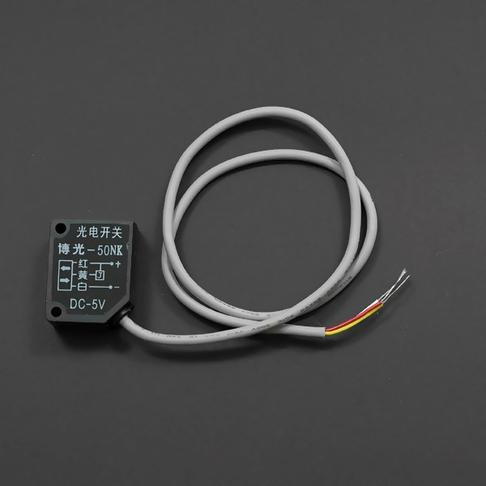 光电开关
博光-50NK
红 +
黄
白 -
DC-5V